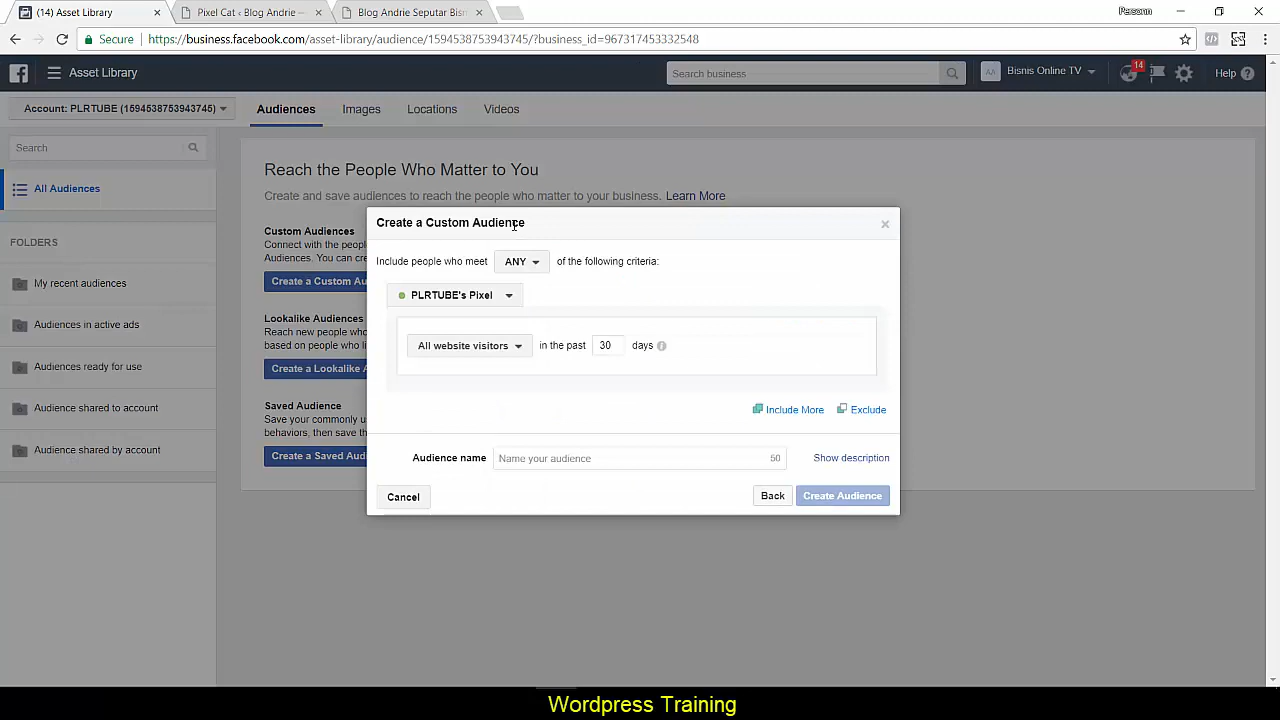 (14) Asset Library
Pixel Cat ‹ Blog Andrie —
Blog Andrie Seputar Bisn
Personn
Secure
https://business.facebook.com/asset-library/audience/1594538753943745/?business_id=967317453332548
Asset Library
Search business
AA
Bisnis Online TV
14
Help
Account: PLRTUBE (1594538753943745)
Audiences
Images
Locations
Videos
Search
All Audiences
FOLDERS
My recent audiences
Audiences in active ads
Audiences ready for use
Audience shared to account
Audience shared by account
Reach the People Who Matter to You
Create and save audiences to reach the people who matter to your business. Learn More
Custom Audiences
Connect with the peop
Audiences. You can cre
Create a Custom Au
Lookalike Audiences
Reach new people who
based on people who li
Create a Lookalike A
Saved Audience
Save your commonly us
behaviors, then save th
Create a Saved Audi
Create a Custom Audience
Include people who meet ANY of the following criteria:
PLRTUBE's Pixel
All website visitors in the past 30 days
Include More Exclude
Audience name Name your audience 50 Show description
Cancel Back Create Audience
Wordpress Training